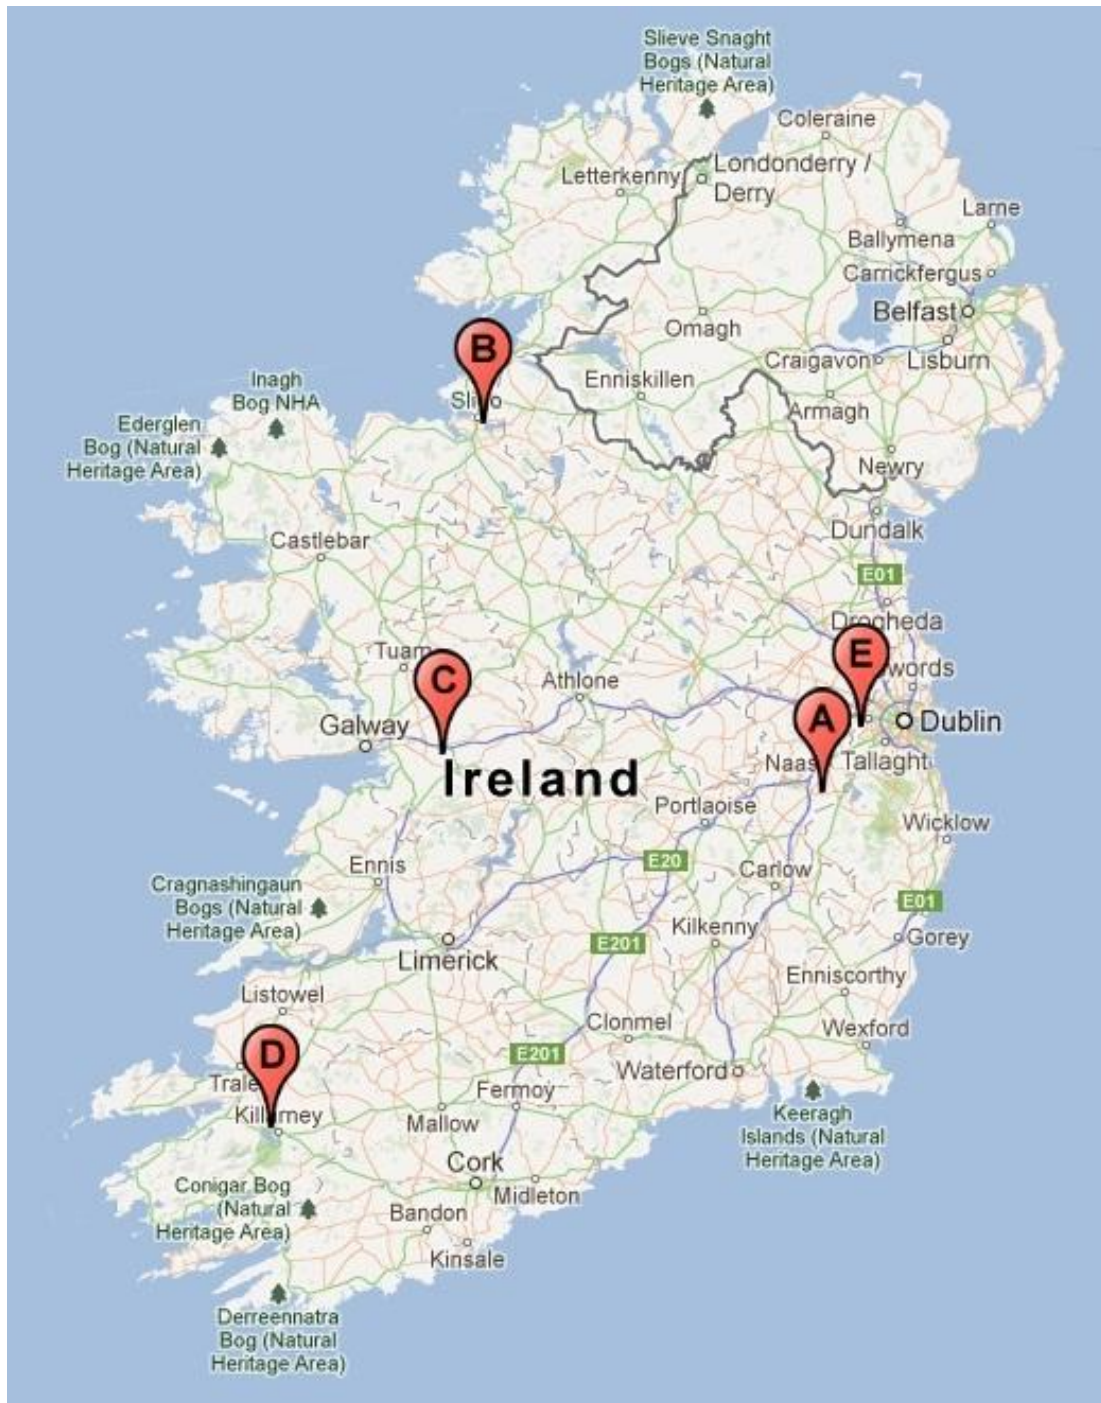 Slieve Snaght
Bogs (Natural
Heritage Area)
Coleraine
Londonderry /
Derry
Letterkenny
Larne
Ballymena
Carrickfergus
Belfast
Omagh
Craigavon
Lisburn
B
Enniskillen
Inagh
Bog NHA
Armagh
Ederglen
Bog (Natural
Heritage Area)
Newry
Dundalk
Castlebar
E01
Drogheda
E
C
Athlone
A
Galway
Dublin
Tallaght
Ireland
Portlaoise
Wicklow
E20
Ennis
Carlow
Cragnashingaun
Bogs (Natural
Heritage Area)
E01
Kilkenny
E201
Gorey
Limerick
Enniscorthy
Listowel
Clonmel
Wexford
D
E201
Waterford
Fermoy
Mallow
Keeragh
Islands (Natural
Heritage Area)
Cork
Midleton
Conigar Bog
(Natural
Heritage Area)
Bandon
Kinsale
Derreennatra
Bog (Natural
Heritage Area)